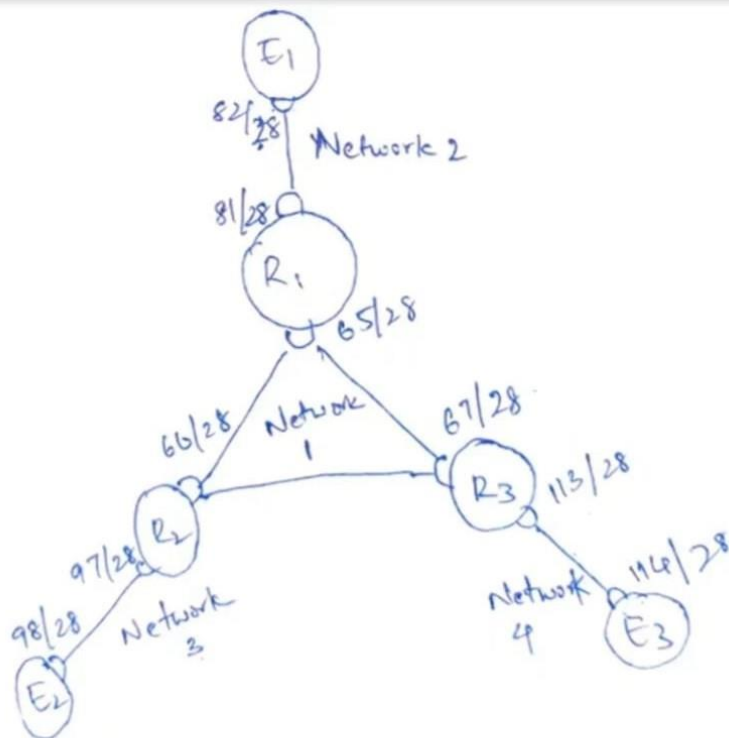 E1
82/28
Network 2
81/28
R1
65/28
66/28
Network
1
67/28
R2
R3
113/28
97/28
98/28
Network
3
Network
4
114/28
E2
E3